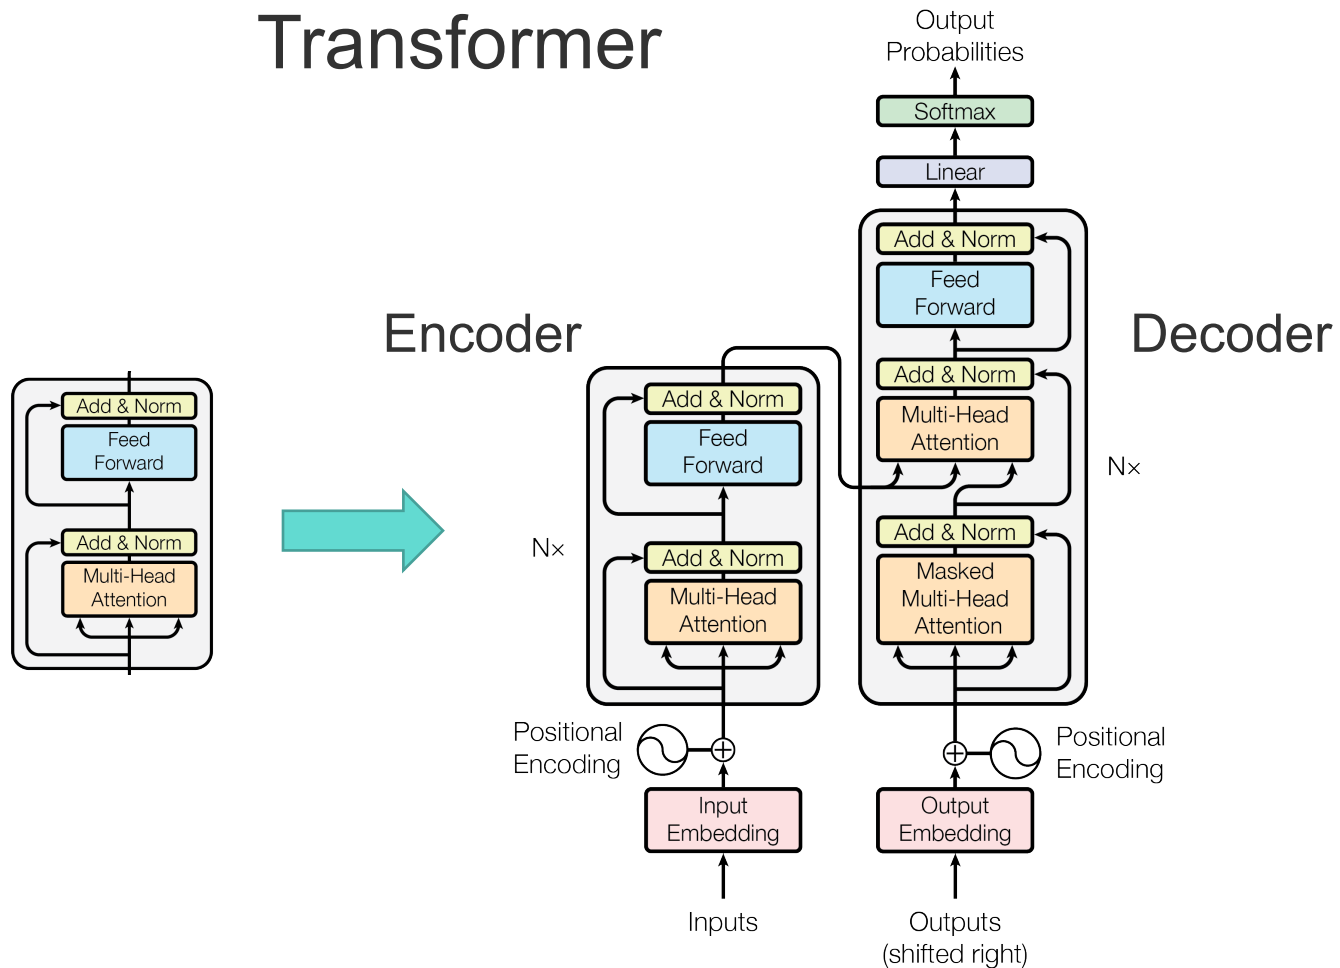 Transformer
Output
Probabilities
Softmax
Linear
Add & Norm
Feed
Forward
Add & Norm
Multi-Head
Attention
Add & Norm
Masked
Multi-Head
Attention
Nx
Decoder
Encoder
Add & Norm
Feed
Forward
Add & Norm
Multi-Head
Attention
Nx
Add & Norm
Feed
Forward
Add & Norm
Multi-Head
Attention
Positional
Encoding
Positional
Encoding
Input
Embedding
Output
Embedding
Inputs
Outputs
(shifted right)